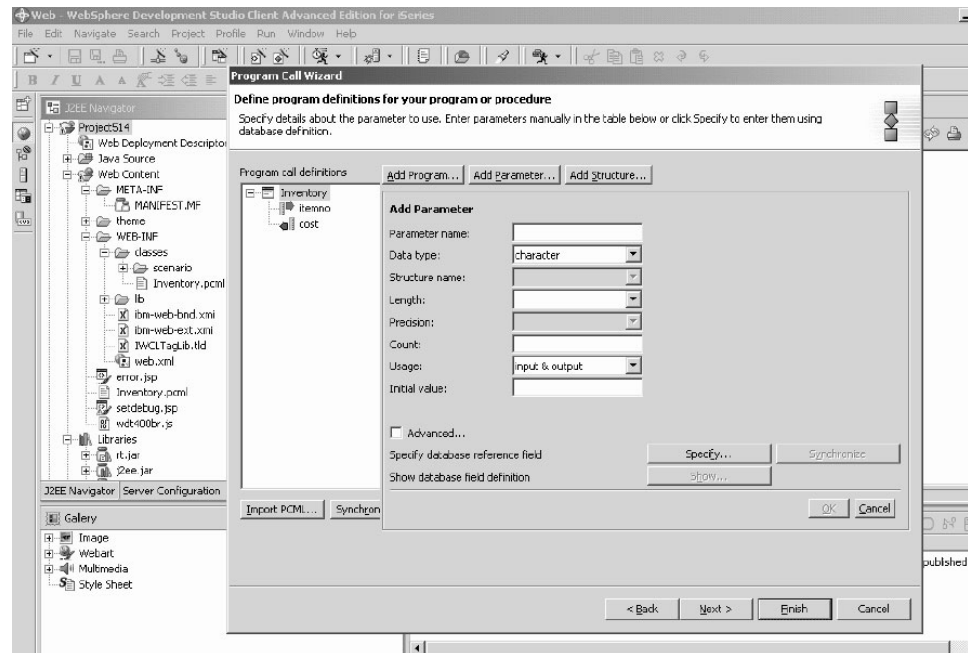 Web - WebSphere Development Studio Client Advanced Edition for iSeries
File Edit Navigate Search Project Profile Run Window Help
B I U A A
J2EE Navigator
Project514
Web Deployment Descriptor
Java Source
Web Content
META-INF
MANIFEST.MF
theme
WEB-INF
classes
scenario
Inventory.pcml
lib
ibm-web-bnd.xmi
ibm-web-ext.xmi
IWCLTagLib.tld
web.xml
error.jsp
Inventory.pcml
setdebug.jsp
wdt400br.js
Libraries
rt.jar
j2ee.jar
J2EE Navigator Server Configuration
Gallery
Image
Webart
Multimedia
Style Sheet
Program Call Wizard
Define program definitions for your program or procedure
Specify details about the parameter to use. Enter parameters manually in the table below or click Specify to enter them using
database definition.
Program call definitions
Add Program... Add Parameter... Add Structure...
Inventory
itemno
cost
Add Parameter
Parameter name:
Data type: character
Structure name:
Length:
Precision:
Count:
Usage: input & output
Initial value:
Advanced...
Specify database reference field Specify... Synchronize
Show database field definition Show...
Import PCML... Synchron
OK Cancel
published
< Back Next > Finish Cancel